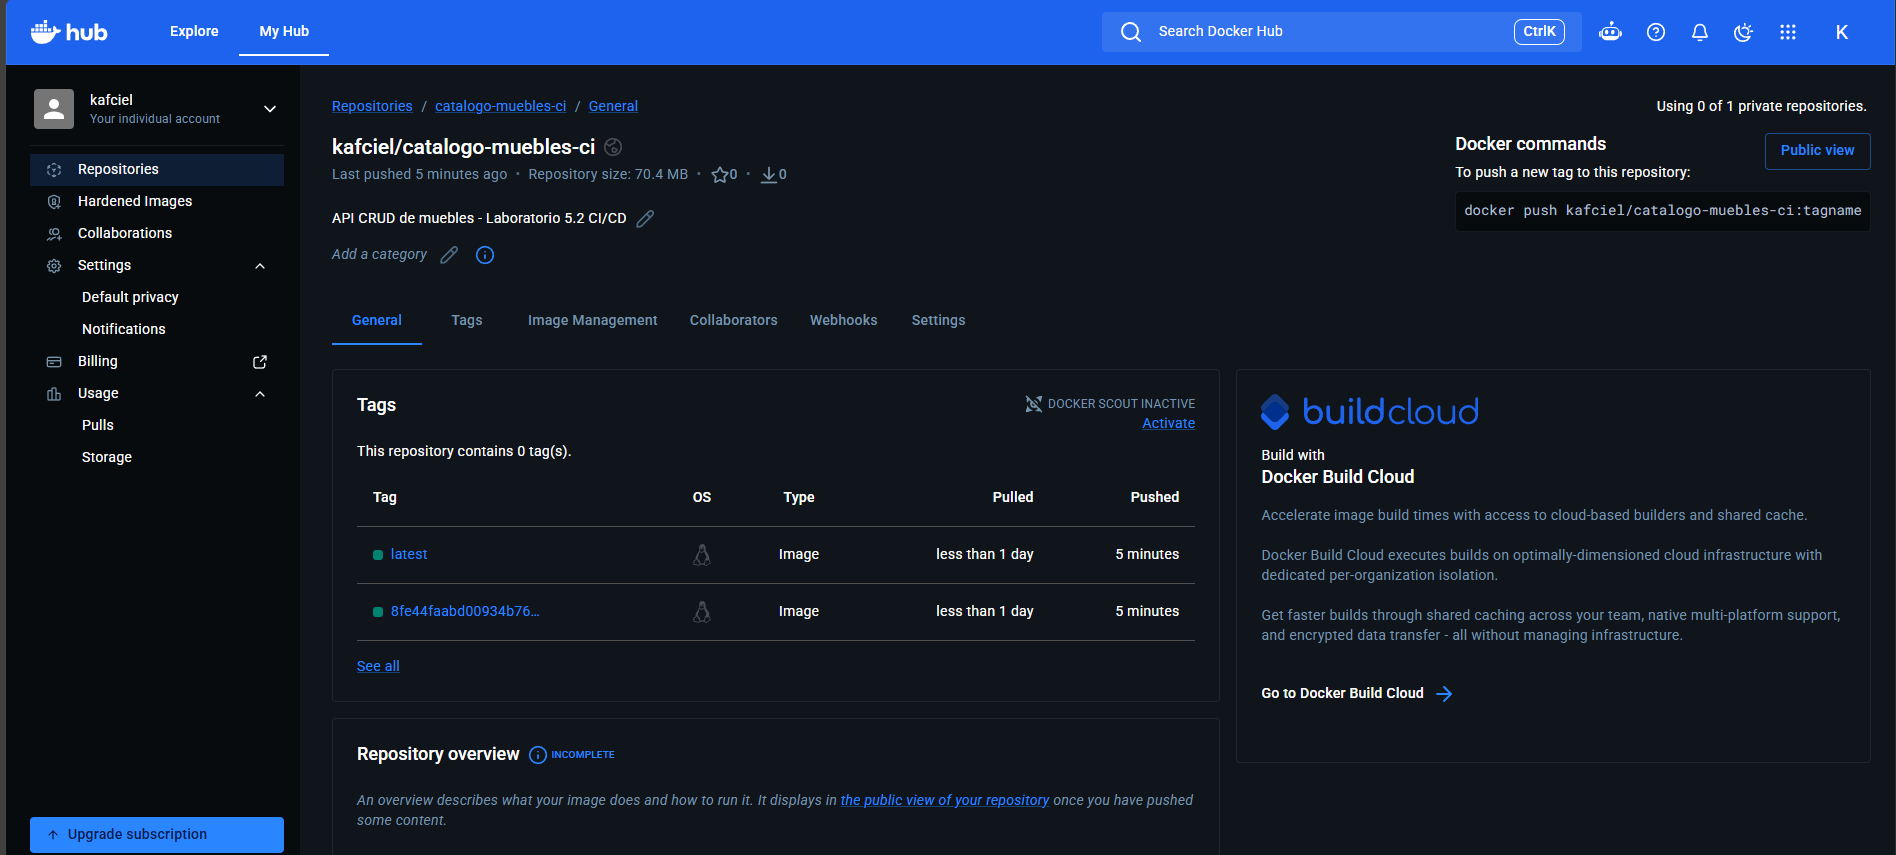 hub
Explore
My Hub
Search Docker Hub
CtrlK
K
kafciel
Your individual account
Repositories
Hardened Images
Collaborations
Settings
Default privacy
Notifications
Billing
Usage
Pulls
Storage
Upgrade subscription
Repositories / catalogo-muebles-ci / General
Using 0 of 1 private repositories.
kafciel/catalogo-muebles-ci
Last pushed 5 minutes ago • Repository size: 70.4 MB • 0 • 0
API CRUD de muebles - Laboratorio 5.2 CI/CD
Add a category
Docker commands
Public view
To push a new tag to this repository:
docker push kafciel/catalogo-muebles-ci:tagname
General Tags Image Management Collaborators Webhooks Settings
Tags
DOCKER SCOUT INACTIVE
Activate
This repository contains 0 tag(s).
Tag OS Type Pulled Pushed
latest Image less than 1 day 5 minutes
8fe44faabd00934b76… Image less than 1 day 5 minutes
See all
Repository overview INCOMPLETE
An overview describes what your image does and how to run it. It displays in the public view of your repository once you have pushed
some content.
buildcloud
Build with
Docker Build Cloud
Accelerate image build times with access to cloud-based builders and shared cache.
Docker Build Cloud executes builds on optimally-dimensioned cloud infrastructure with
dedicated per-organization isolation.
Get faster builds through shared caching across your team, native multi-platform support,
and encrypted data transfer - all without managing infrastructure.
Go to Docker Build Cloud